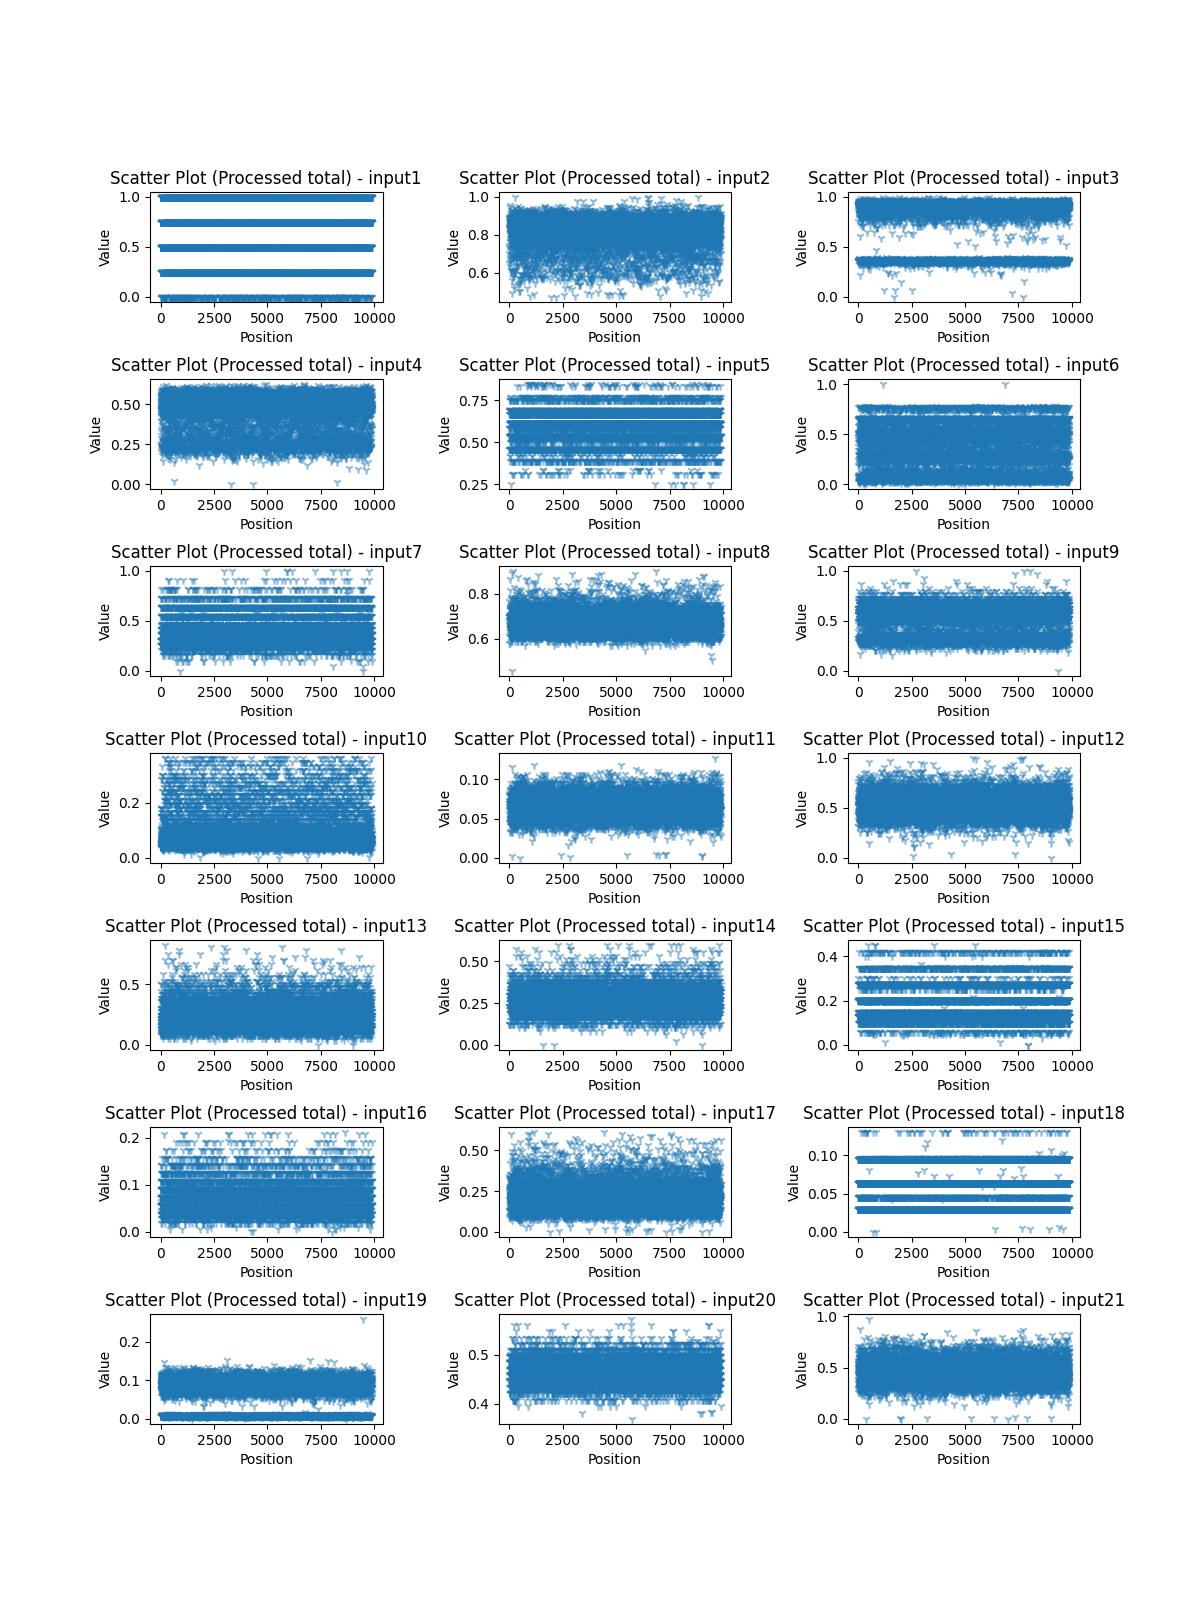 Scatter Plot (Processed total) - input1
1.0
0.5
0.0
Value
0 2500 5000 7500 10000
Position
Scatter Plot (Processed total) - input2
1.0
0.8
0.6
Value
0 2500 5000 7500 10000
Position
Scatter Plot (Processed total) - input3
1.0
0.5
0.0
Value
0 2500 5000 7500 10000
Position
Scatter Plot (Processed total) - input4
0.50
0.25
0.00
Value
0 2500 5000 7500 10000
Position
Scatter Plot (Processed total) - input5
0.75
0.50
0.25
Value
0 2500 5000 7500 10000
Position
Scatter Plot (Processed total) - input6
1.0
0.5
0.0
Value
0 2500 5000 7500 10000
Position
Scatter Plot (Processed total) - input7
1.0
0.5
0.0
Value
0 2500 5000 7500 10000
Position
Scatter Plot (Processed total) - input8
0.8
0.6
Value
0 2500 5000 7500 10000
Position
Scatter Plot (Processed total) - input9
1.0
0.5
0.0
Value
0 2500 5000 7500 10000
Position
Scatter Plot (Processed total) - input10
0.2
0.0
Value
0 2500 5000 7500 10000
Position
Scatter Plot (Processed total) - input11
0.10
0.05
0.00
Value
0 2500 5000 7500 10000
Position
Scatter Plot (Processed total) - input12
1.0
0.5
0.0
Value
0 2500 5000 7500 10000
Position
Scatter Plot (Processed total) - input13
0.5
0.0
Value
0 2500 5000 7500 10000
Position
Scatter Plot (Processed total) - input14
0.50
0.25
0.00
Value
0 2500 5000 7500 10000
Position
Scatter Plot (Processed total) - input15
0.4
0.2
0.0
Value
0 2500 5000 7500 10000
Position
Scatter Plot (Processed total) - input16
0.2
0.1
0.0
Value
0 2500 5000 7500 10000
Position
Scatter Plot (Processed total) - input17
0.50
0.25
0.00
Value
0 2500 5000 7500 10000
Position
Scatter Plot (Processed total) - input18
0.10
0.05
0.00
Value
0 2500 5000 7500 10000
Position
Scatter Plot (Processed total) - input19
0.2
0.1
0.0
Value
0 2500 5000 7500 10000
Position
Scatter Plot (Processed total) - input20
0.5
0.4
Value
0 2500 5000 7500 10000
Position
Scatter Plot (Processed total) - input21
1.0
0.5
0.0
Value
0 2500 5000 7500 10000
Position